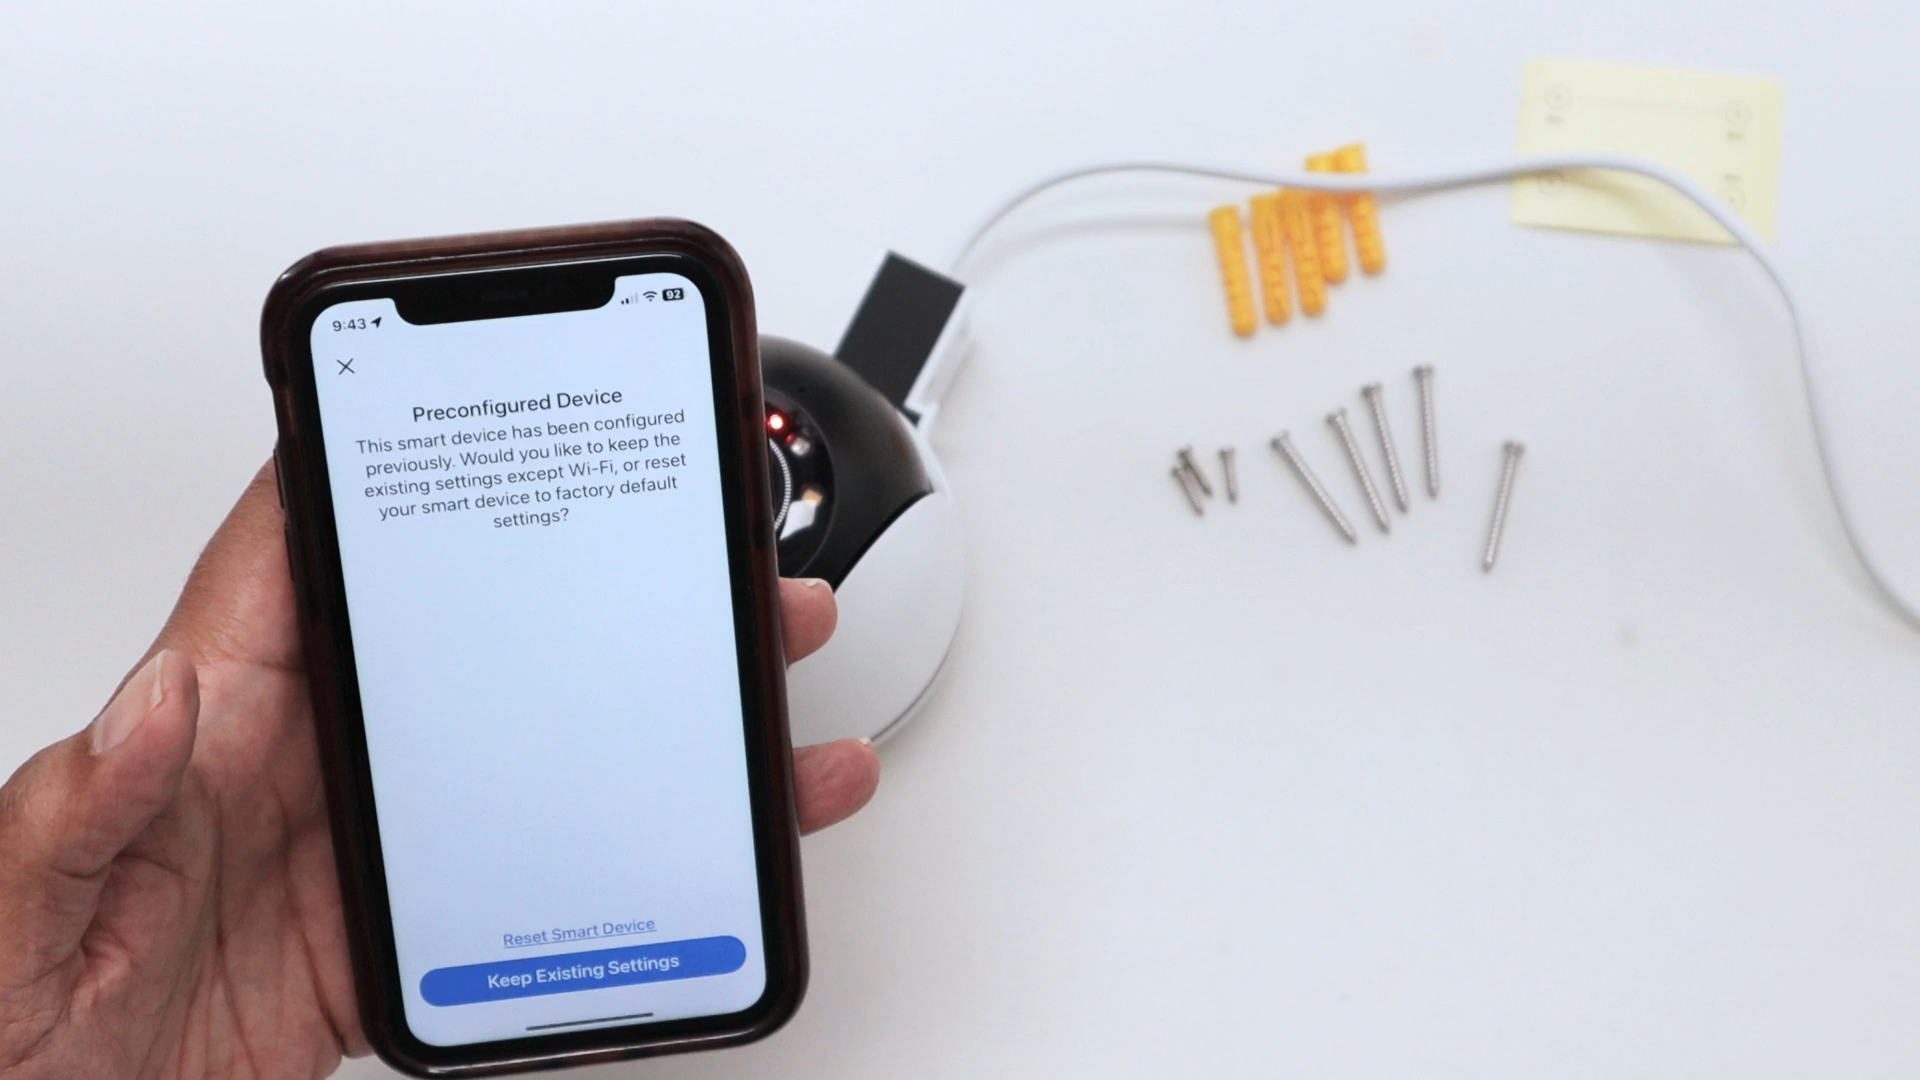 9:43
92
Preconfigured Device
This smart device has been configured
previously. Would you like to keep the
existing settings except Wi-Fi, or reset
your smart device to factory default
settings?
Reset Smart Device
Keep Existing Settings